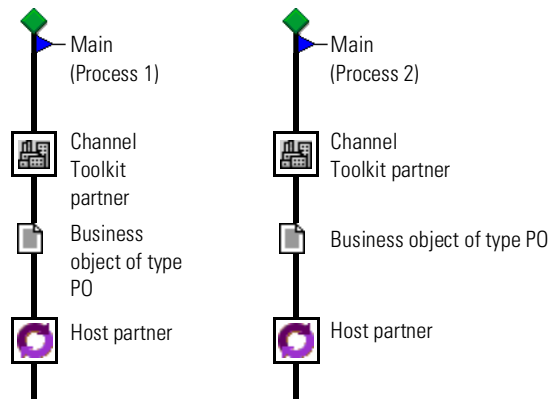 Main
(Process 1)
Channel
Toolkit
partner
Business
object of type
PO
Host partner
Main
(Process 2)
Channel
Toolkit partner
Business object of type PO
Host partner